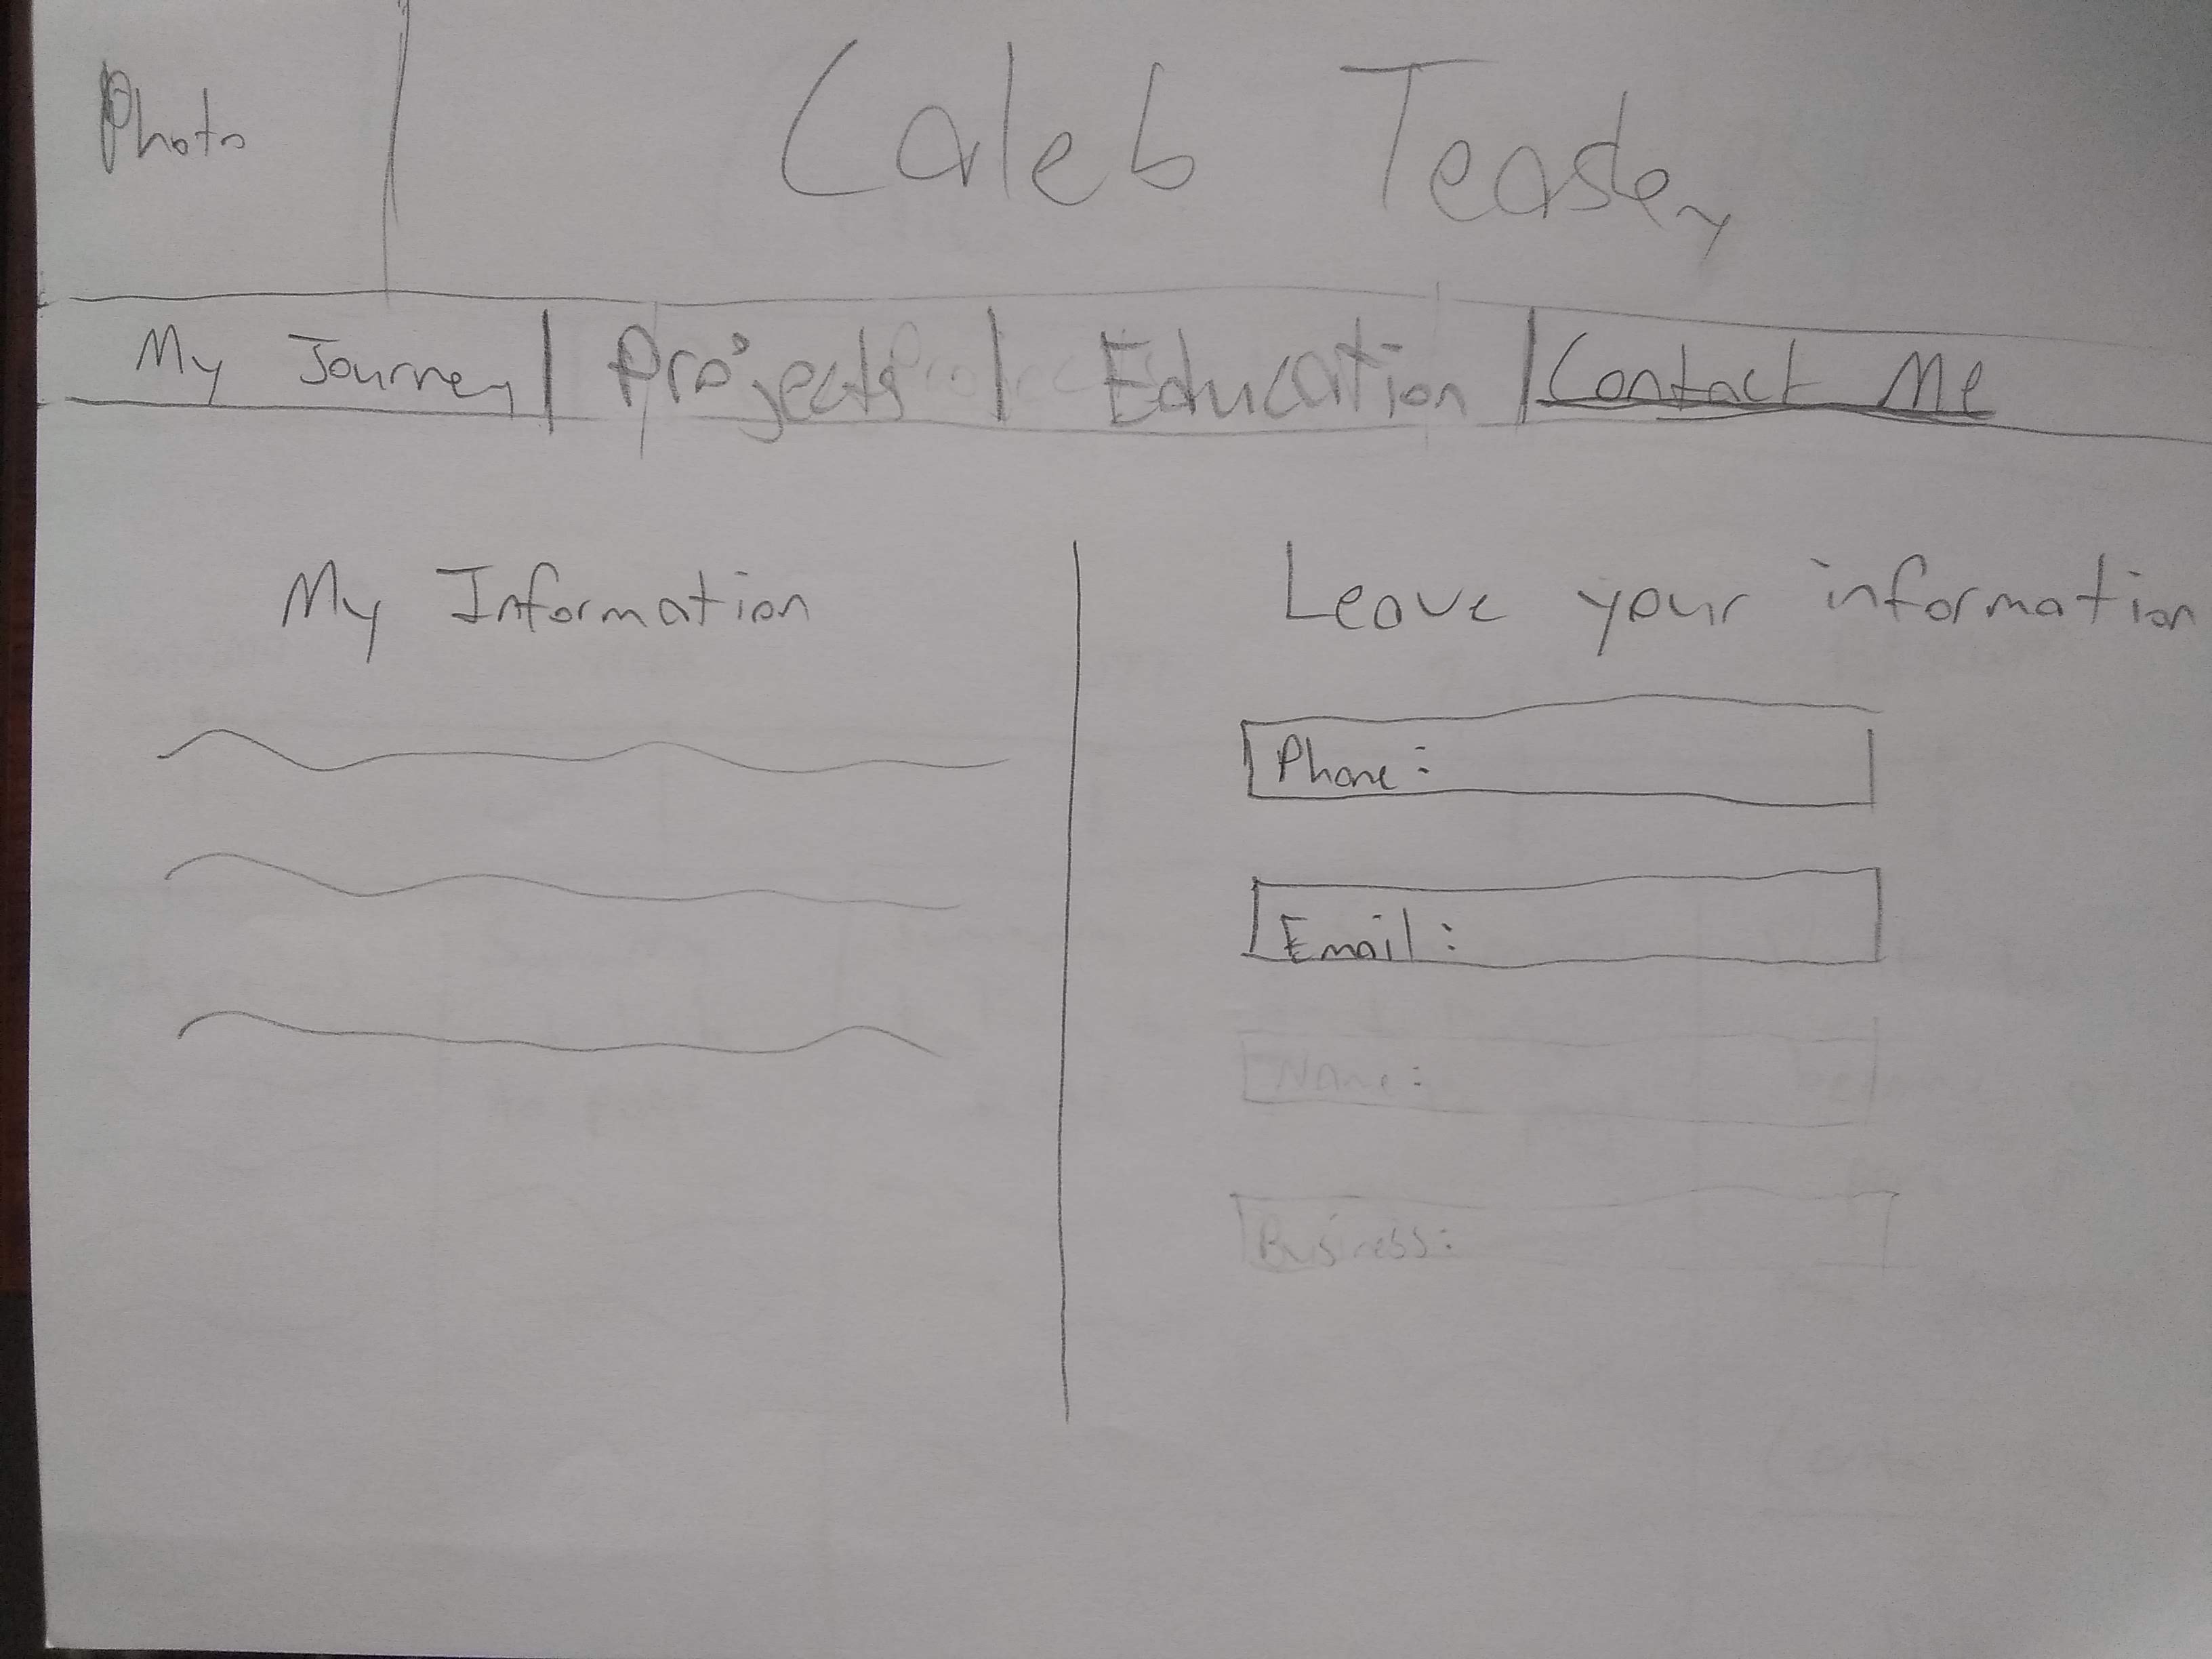 Photo
Caleb Teasley
My Journey Projects Education Contact Me
My Information
Leave your information
Phone:
Email:
Name:
Business: